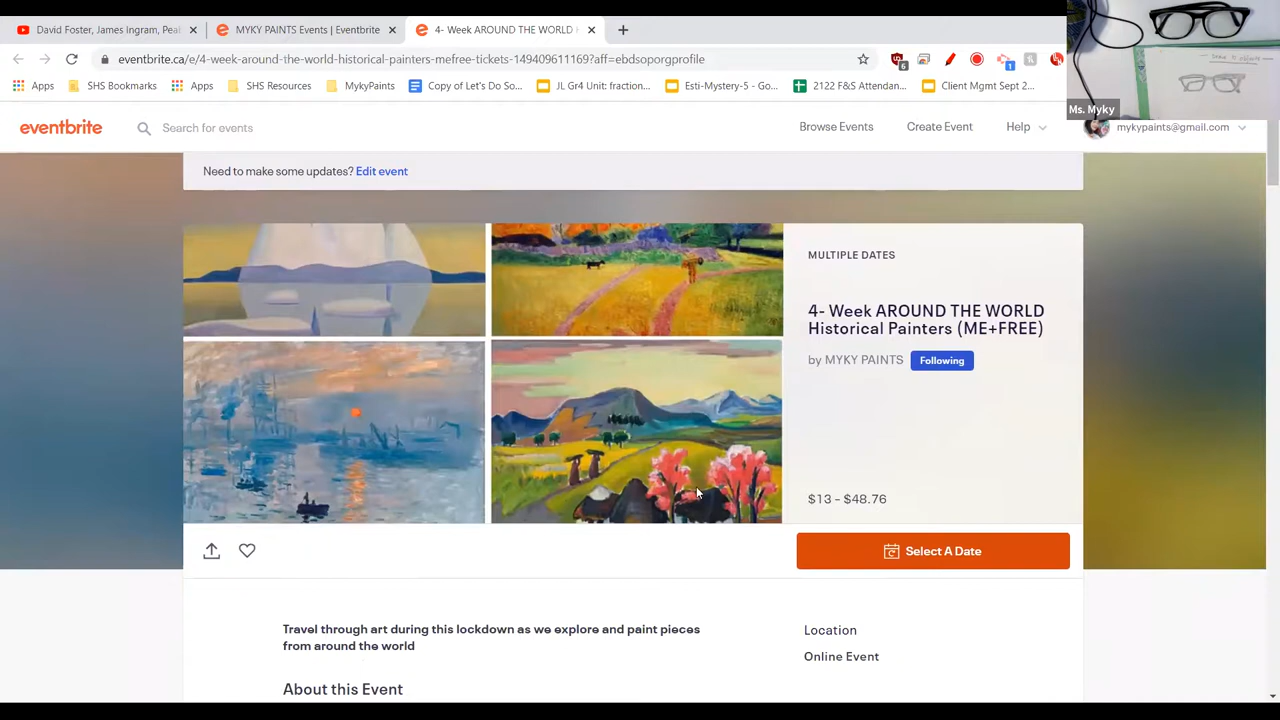 David Foster, James Ingram, Peal
MYKY PAINTS Events | Eventbrite
4- Week AROUND THE WORLD
eventbrite.ca/e/4-week-around-the-world-historical-painters-mefree-tickets-143909611169?aff=ebdsoporgprofile
Apps
SHS Bookmarks
Apps
SHS Resources
MykyPaints
Copy of Let's Do So...
JL Gr4 Unit: fraction...
Esti-Mystery-5 - Go...
2122 F&S Attendan...
Client Mgmt Sept 2...
Ms. Myky
eventbrite
Search for events
Browse Events
Create Event
Help
mykypaints@gmail.com
Need to make some updates? Edit event
MULTIPLE DATES
4- Week AROUND THE WORLD
Historical Painters (ME+FREE)
by MYKY PAINTS Following
$13 – $48.76
Select A Date
Travel through art during this lockdown as we explore and paint pieces
from around the world
Location
Online Event
About this Event